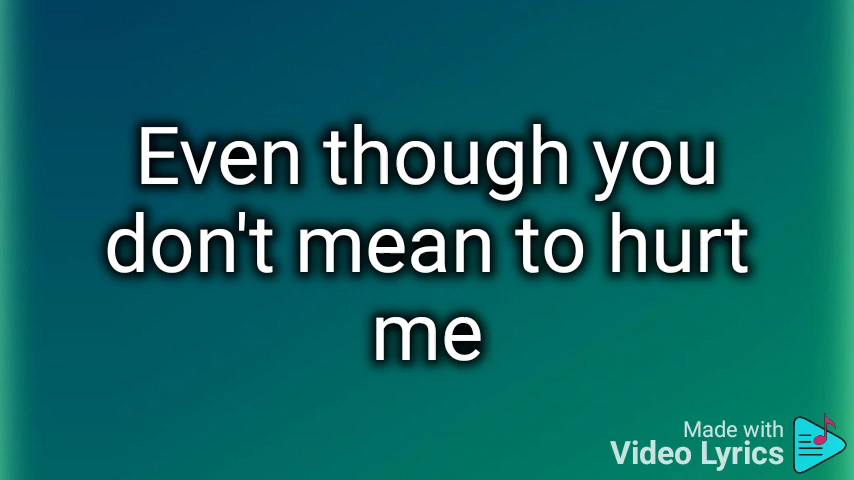 Even though you
don't mean to hurt
me
Made with
Video Lyrics